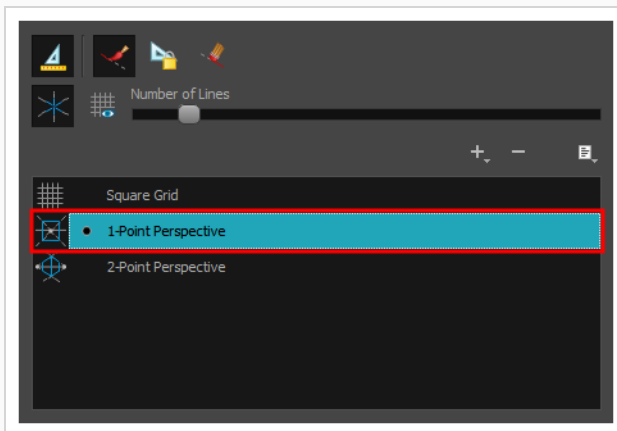 Number of Lines
Square Grid
1-Point Perspective
2-Point Perspective